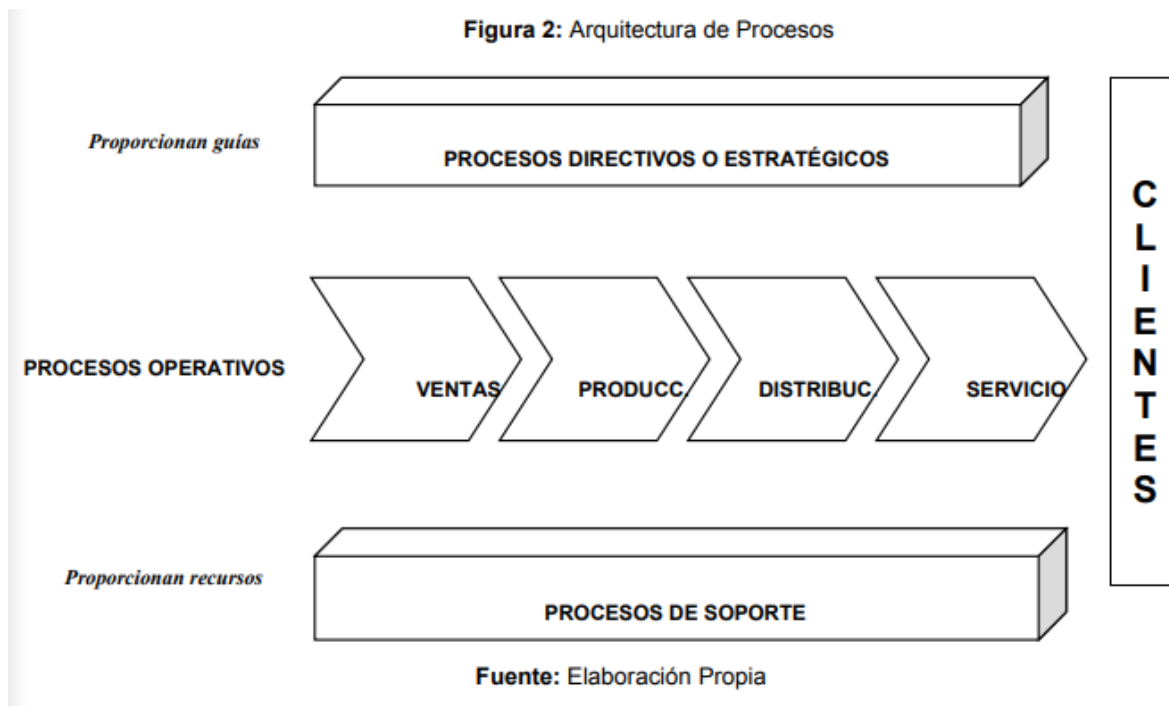 Figura 2: Arquitectura de Procesos
Proporcionan guías
PROCESOS DIRECTIVOS O ESTRATÉGICOS
PROCESOS OPERATIVOS
VENTAS
PRODUCC.
DISTRIBUC.
SERVICIO
Proporcionan recursos
PROCESOS DE SOPORTE
CLIENTES
Fuente: Elaboración Propia